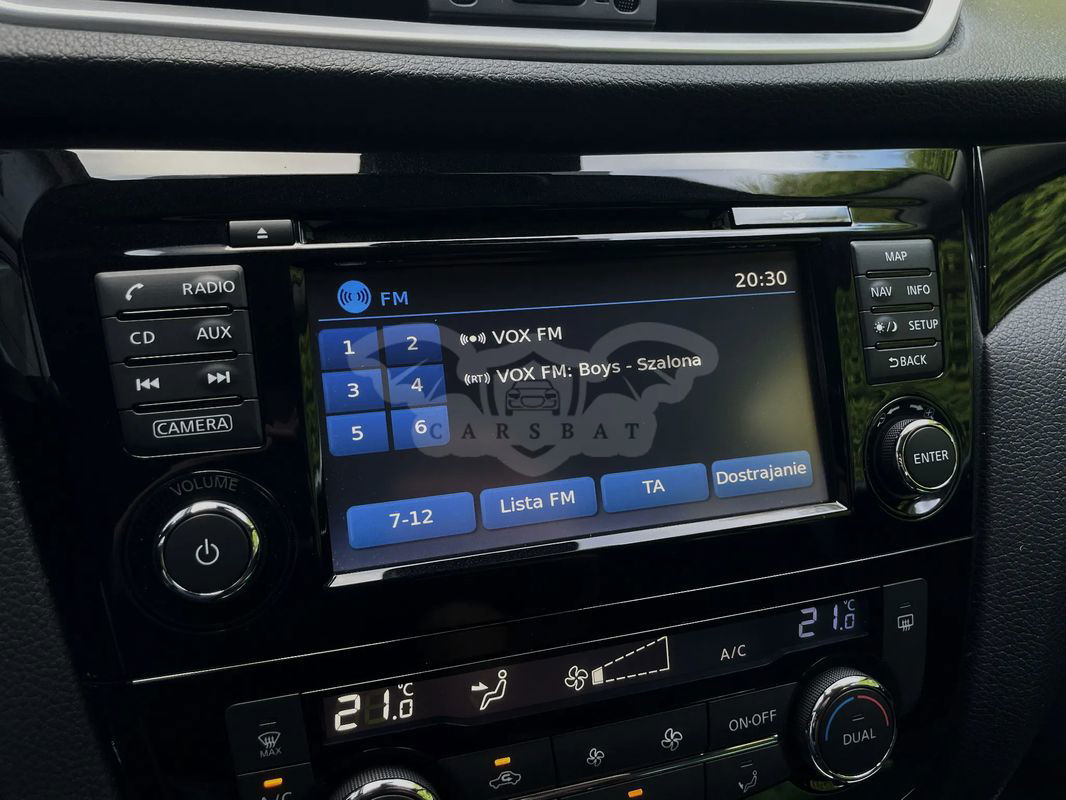 SD
MAP
RADIO
CD
AUX
CAMERA
VOLUME
FM
20:30
1
2
3
4
5
6
VOX FM
(RT) VOX FM: Boys - Szalona
CARSBAT
7-12
Lista FM
TA
Dostrajanie
NAV
INFO
SETUP
BACK
ENTER
21.0 °C
A/C
21.0 °C
MAX
A/C
ON·OFF
DUAL